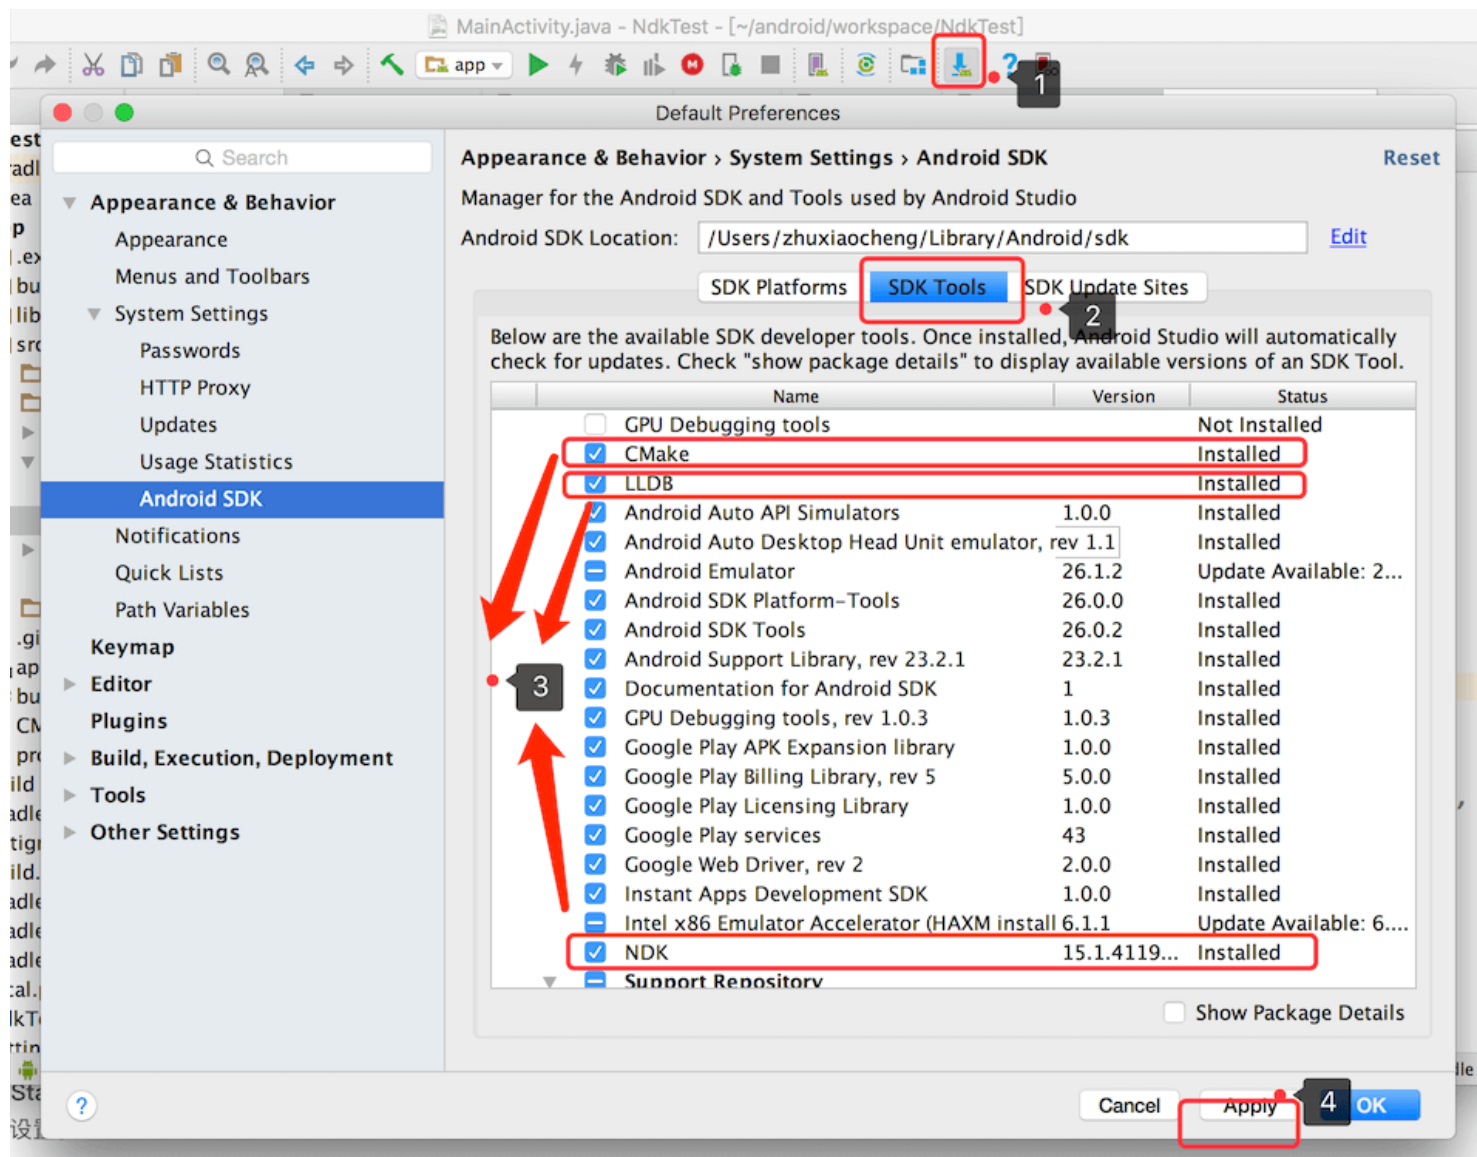 MainActivity.java - NdkTest - [~/android/workspace/NdkTest]
app
1
Default Preferences
Search
Appearance & Behavior
Appearance
Menus and Toolbars
System Settings
Passwords
HTTP Proxy
Updates
Usage Statistics
Android SDK
Notifications
Quick Lists
Path Variables
Keymap
Editor
Plugins
Build, Execution, Deployment
Tools
Other Settings
Appearance & Behavior › System Settings › Android SDK
Reset
Manager for the Android SDK and Tools used by Android Studio
Android SDK Location: /Users/zhuxiaocheng/Library/Android/sdk Edit
SDK Platforms SDK Tools SDK Update Sites
2
Below are the available SDK developer tools. Once installed, Android Studio will automatically
check for updates. Check "show package details" to display available versions of an SDK Tool.
Name Version Status
GPU Debugging tools Not Installed
CMake Installed
LLDB Installed
Android Auto API Simulators 1.0.0 Installed
Android Auto Desktop Head Unit emulator, rev 1.1 Installed
Android Emulator 26.1.2 Update Available: 2...
Android SDK Platform-Tools 26.0.0 Installed
Android SDK Tools 26.0.2 Installed
Android Support Library, rev 23.2.1 23.2.1 Installed
3
Documentation for Android SDK 1 Installed
GPU Debugging tools, rev 1.0.3 1.0.3 Installed
Google Play APK Expansion library 1.0.0 Installed
Google Play Billing Library, rev 5 5.0.0 Installed
Google Play Licensing Library 1.0.0 Installed
Google Play services 43 Installed
Google Web Driver, rev 2 2.0.0 Installed
Instant Apps Development SDK 1.0.0 Installed
Intel x86 Emulator Accelerator (HAXM install 6.1.1 Update Available: 6....
NDK 15.1.4119... Installed
Support Repository
Show Package Details
?
Cancel Apply 4 OK